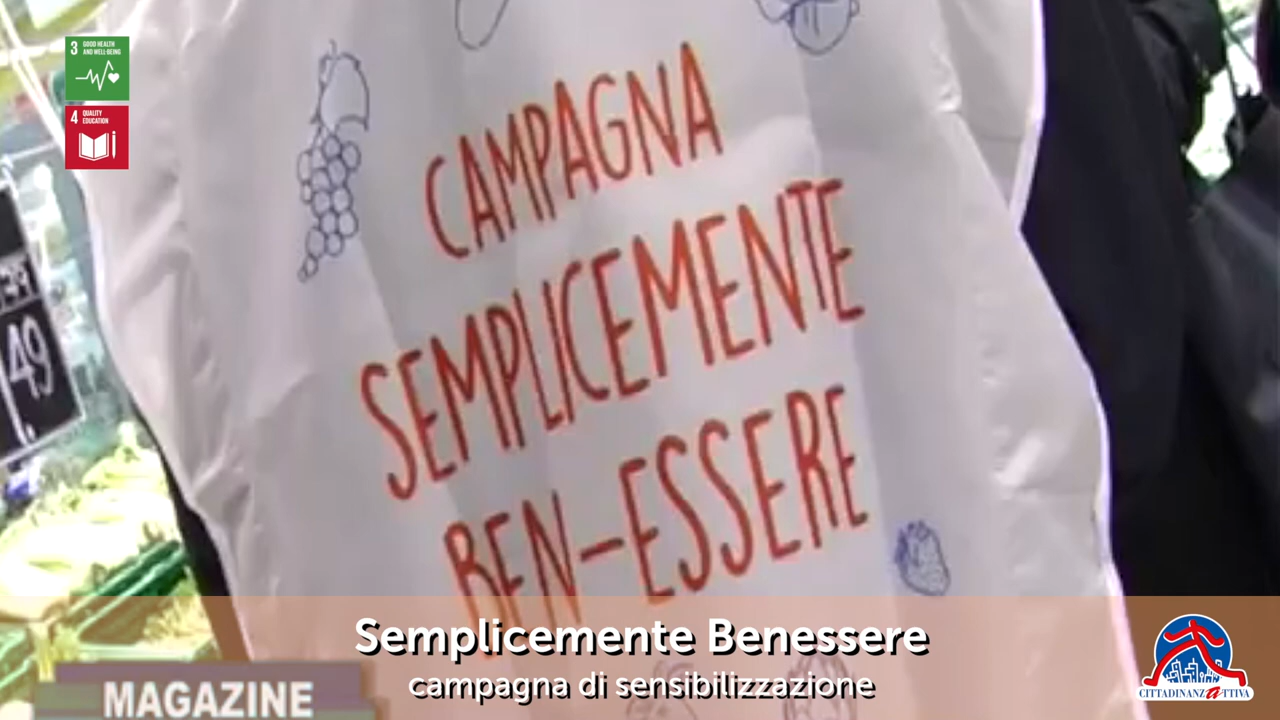 3 GOOD HEALTH
AND WELL-BEING
4 QUALITY
EDUCATION
CAMPAGNA
SEMPLICEMENTE
BEN-ESSERE
49
Semplicemente Benessere
campagna di sensibilizzazione
MAGAZINE
CITTADINANZATTIVA